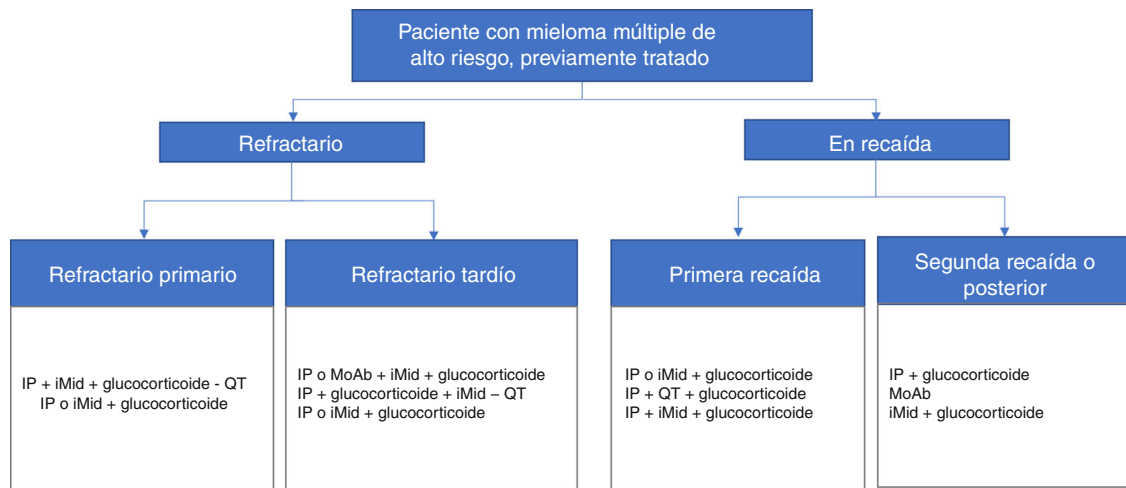 Paciente con mieloma múltiple de
alto riesgo, previamente tratado
Refractario
En recaída
Refractario primario
Refractario tardío
Primera recaída
Segunda recaída o
posterior
IP + iMid + glucocorticoide - QT
IP o iMid + glucocorticoide
IP o MoAb + iMid + glucocorticoide
IP + glucocorticoide + iMid – QT
IP o iMid + glucocorticoide
IP o iMid + glucocorticoide
IP + QT + glucocorticoide
IP + iMid + glucocorticoide
IP + glucocorticoide
MoAb
iMid + glucocorticoide